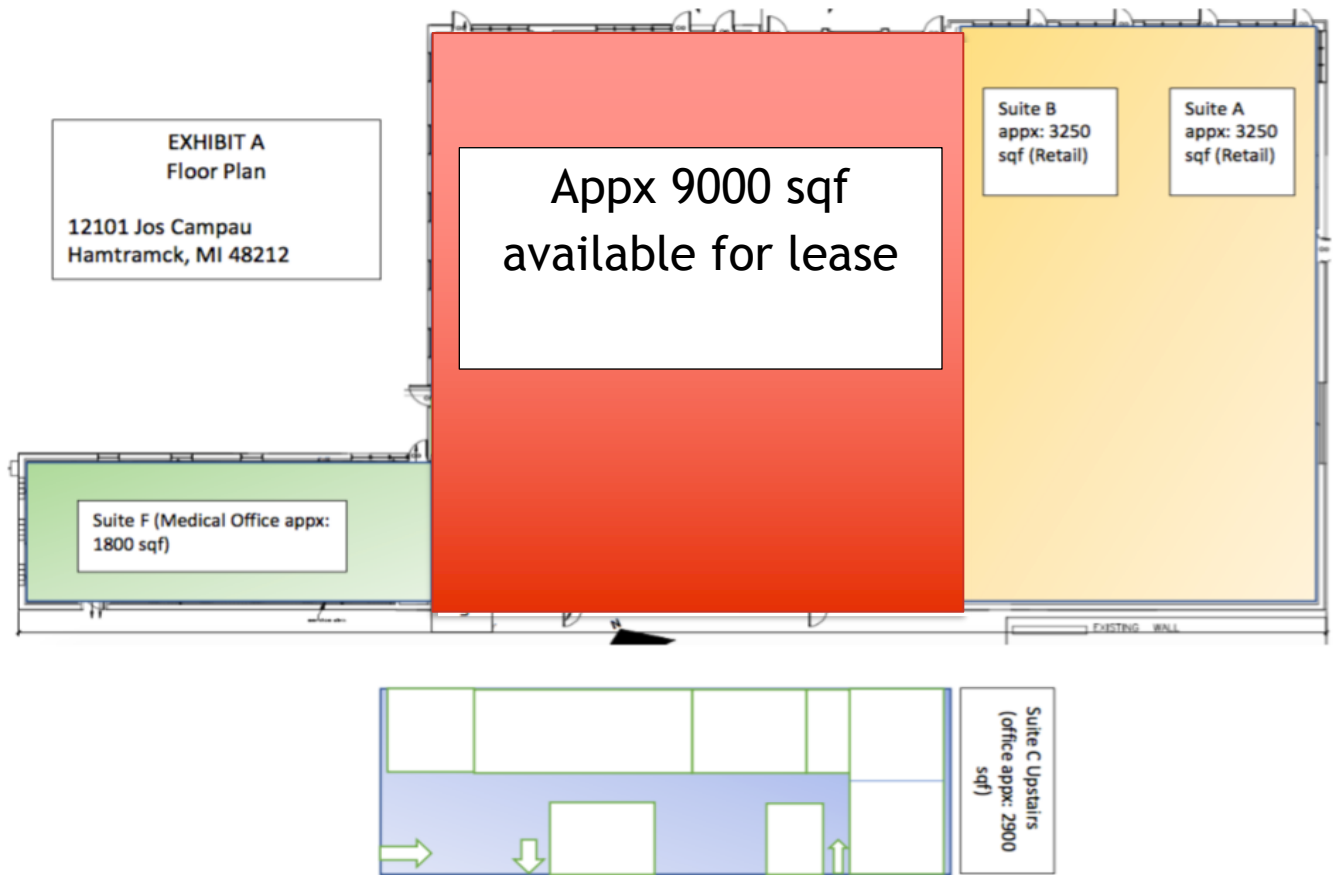 EXHIBIT A
Floor Plan
12101 Jos Campau
Hamtramck, MI 48212
Appx 9000 sqf
available for lease
Suite B
appx: 3250
sqf (Retail)
Suite A
appx: 3250
sqf (Retail)
Suite F (Medical Office appx:
1800 sqf)
N
EXISTING WALL
Suite C Upstairs
(office appx: 2900
sqf)